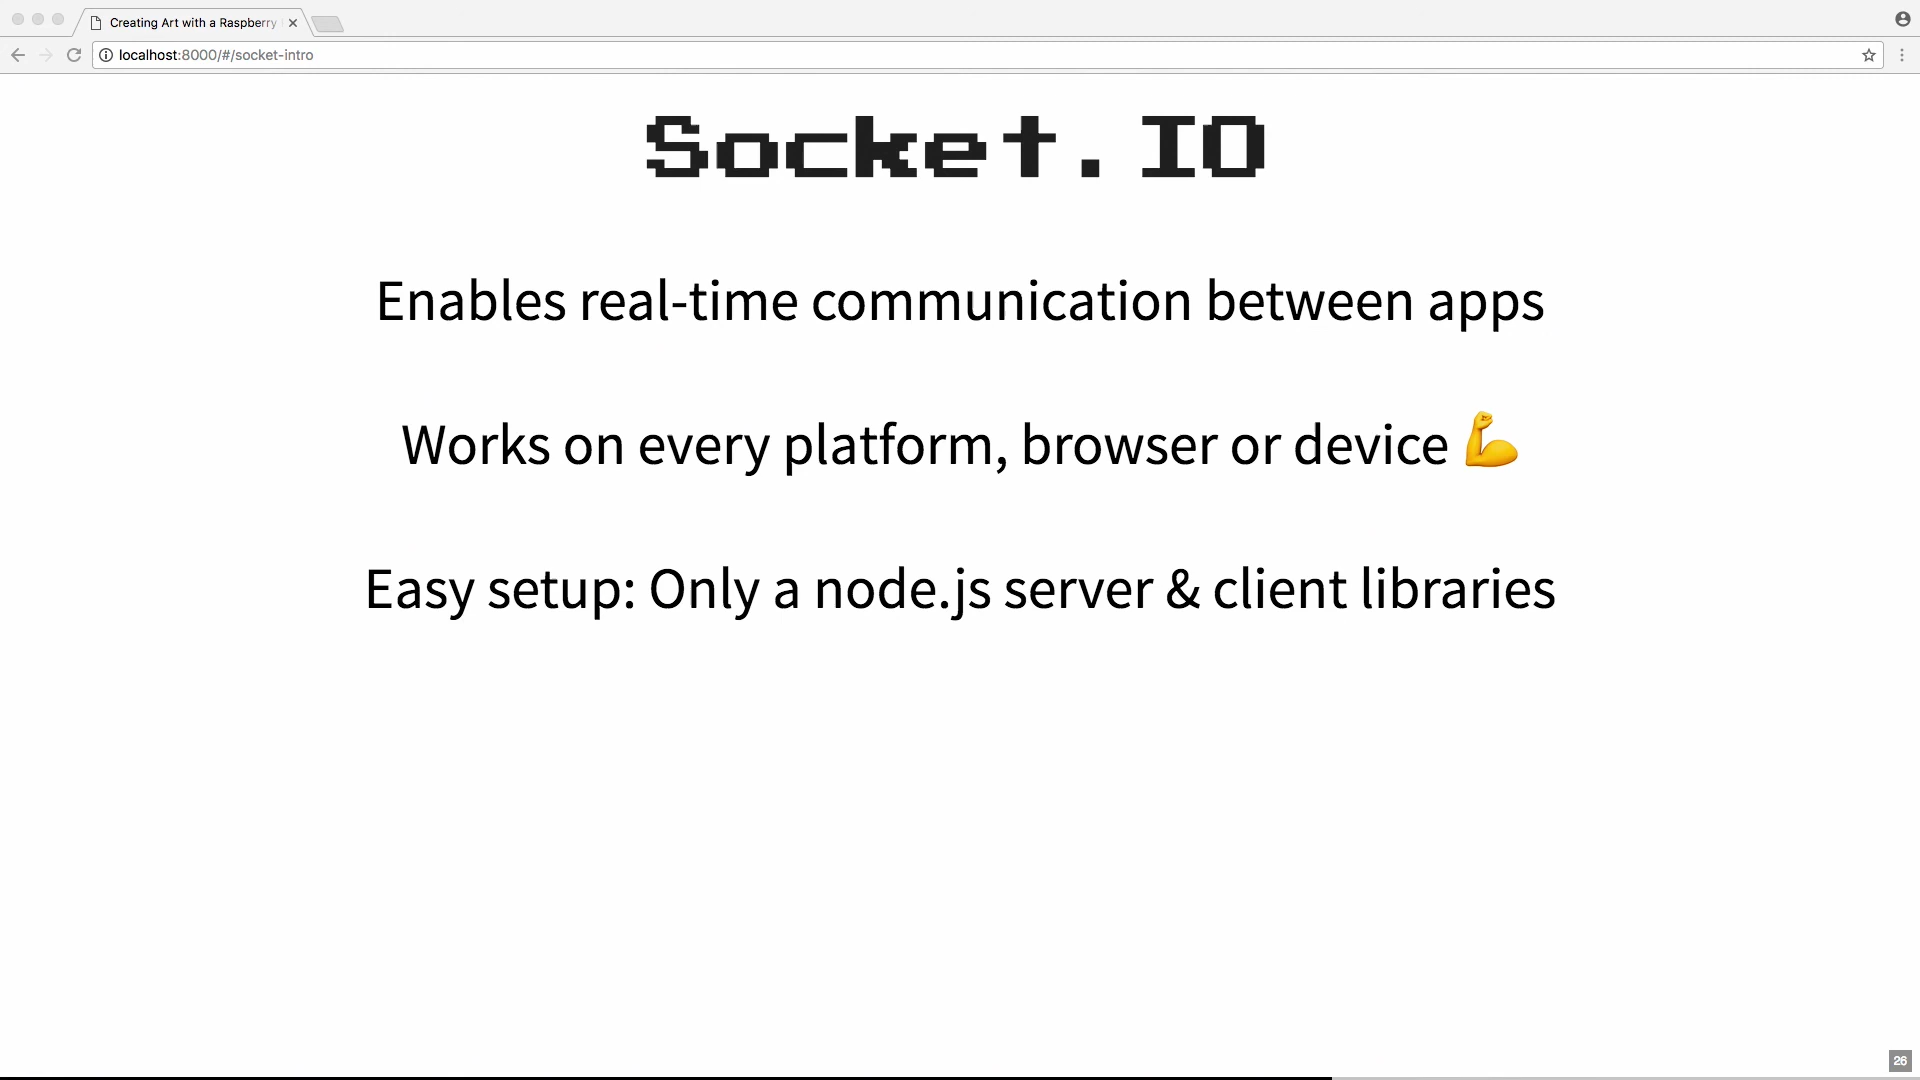 Creating Art with a Raspberry
localhost:8000/#/socket-intro
Socket.IO
Enables real-time communication between apps
Works on every platform, browser or device 💪
Easy setup: Only a node.js server & client libraries
26